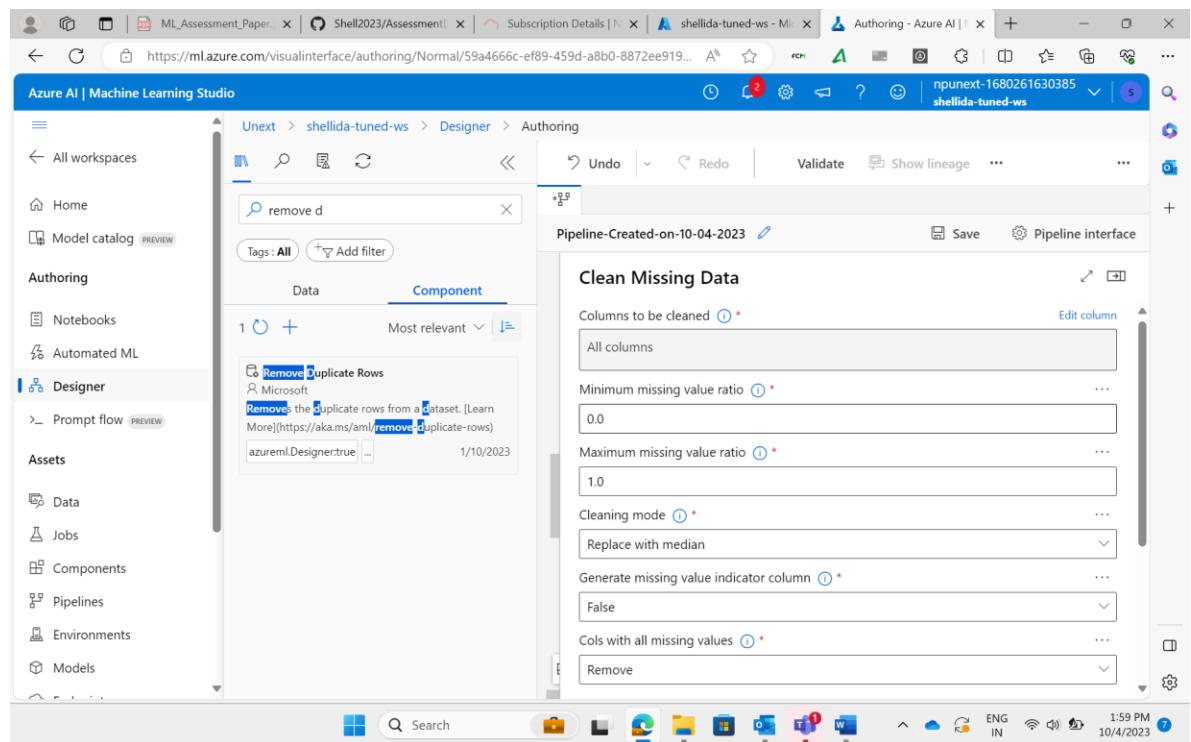 ML_Assessment_Paper.
Shell2023/Assessment
Subscription Details | N
shellida-tuned-ws - Mic
Authoring - Azure AI |
https://ml.azure.com/visualinterface/authoring/Normal/59a4666c-ef89-459d-a8b0-8872ee919...
Azure AI | Machine Learning Studio
2
npunext-1680261630385
shellida-tuned-ws
S
Unext > shellida-tuned-ws > Designer > Authoring
All workspaces
Home
Model catalog PREVIEW
Authoring
Notebooks
Automated ML
Designer
Prompt flow PREVIEW
Assets
Data
Jobs
Components
Pipelines
Environments
Models
remove d
Tags : All
Add filter
Data
Component
1
Most relevant
Remove Duplicate Rows
Microsoft
Removes the duplicate rows from a dataset. [Learn
More](https://aka.ms/aml/remove-duplicate-rows)
azureml.Designer:true
...
1/10/2023
Undo
Redo
Validate
Show lineage
Pipeline-Created-on-10-04-2023
Save
Pipeline interface
Clean Missing Data
Columns to be cleaned *
Edit column
All columns
Minimum missing value ratio *
0.0
Maximum missing value ratio *
1.0
Cleaning mode *
Replace with median
Generate missing value indicator column *
False
Cols with all missing values *
Remove
Search
1
ENG
IN
1:59 PM
10/4/2023
7